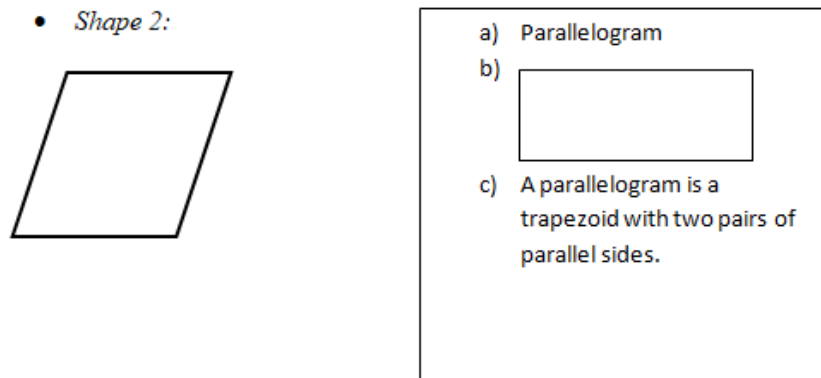 • Shape 2:
a) Parallelogram
b)
c) A parallelogram is a
trapezoid with two pairs of
parallel sides.